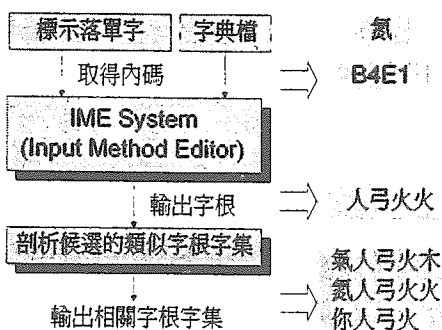 標示落單字 字典檔 氮
取得內碼 B4E1
IME System
(Input Method Editor)
輸出字根 人弓火火
剖析候選的類似字根字集
氣人弓火木
氮人弓火火
輸出相關字根字集 你人弓火